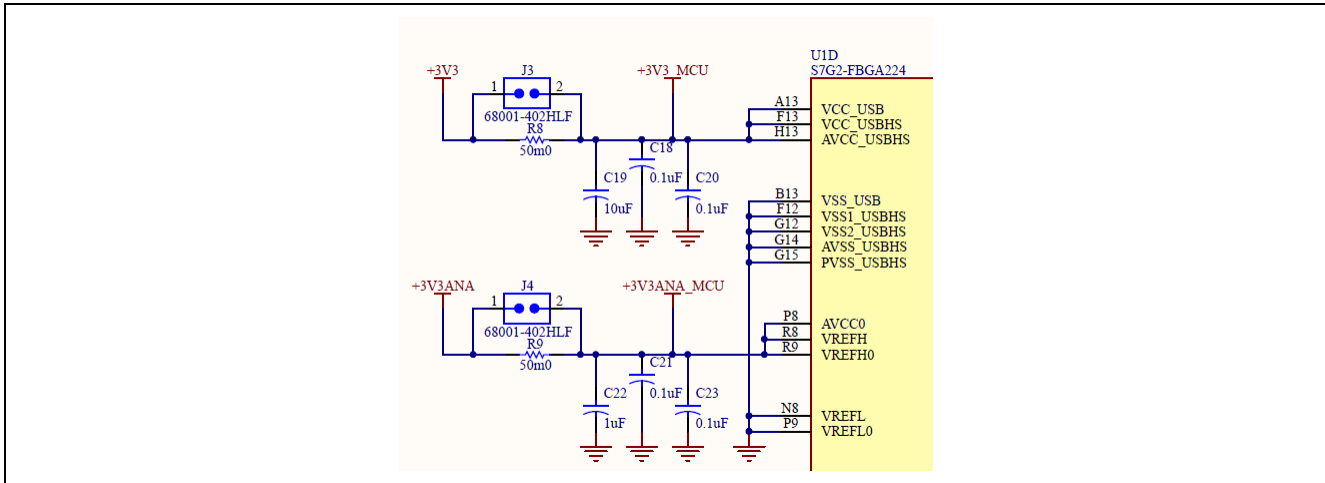 U1D
S7G2-FBGA224
+3V3
J3
+3V3_MCU
1
2
68001-402HLF
R8
50m0
C18
0.1uF
C19
10uF
C20
0.1uF
A13
VCC_USB
F13
VCC_USBHS
H13
AVCC_USBHS
B13
VSS_USB
F12
VSS1_USBHS
G12
VSS2_USBHS
G14
AVSS_USBHS
G15
PVSS_USBHS
+3V3ANA
J4
+3V3ANA_MCU
1
2
68001-402HLF
R9
50m0
C21
0.1uF
C22
1uF
C23
0.1uF
P8
AVCC0
R8
VREFH
R9
VREFH0
N8
VREFL
P9
VREFL0